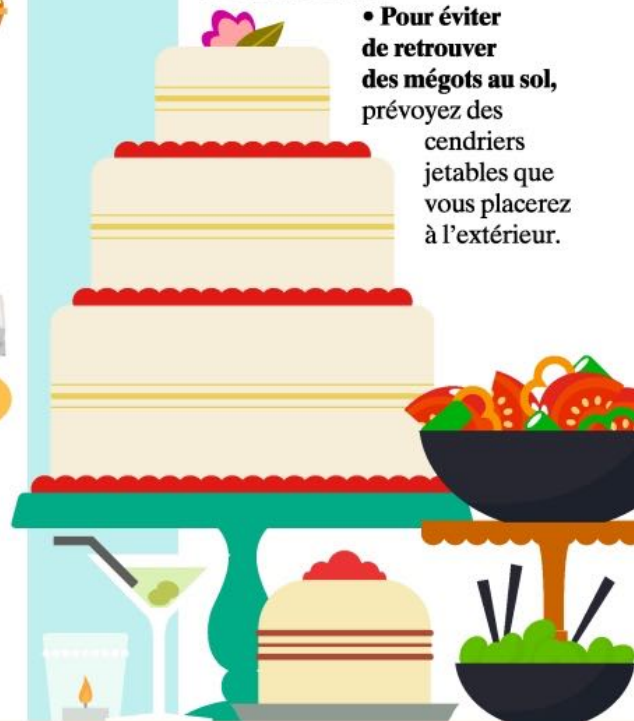 • Pour éviter
de retrouver
des mégots au sol,
prévoyez des
cendriers
jetables que
vous placerez
à l'extérieur.